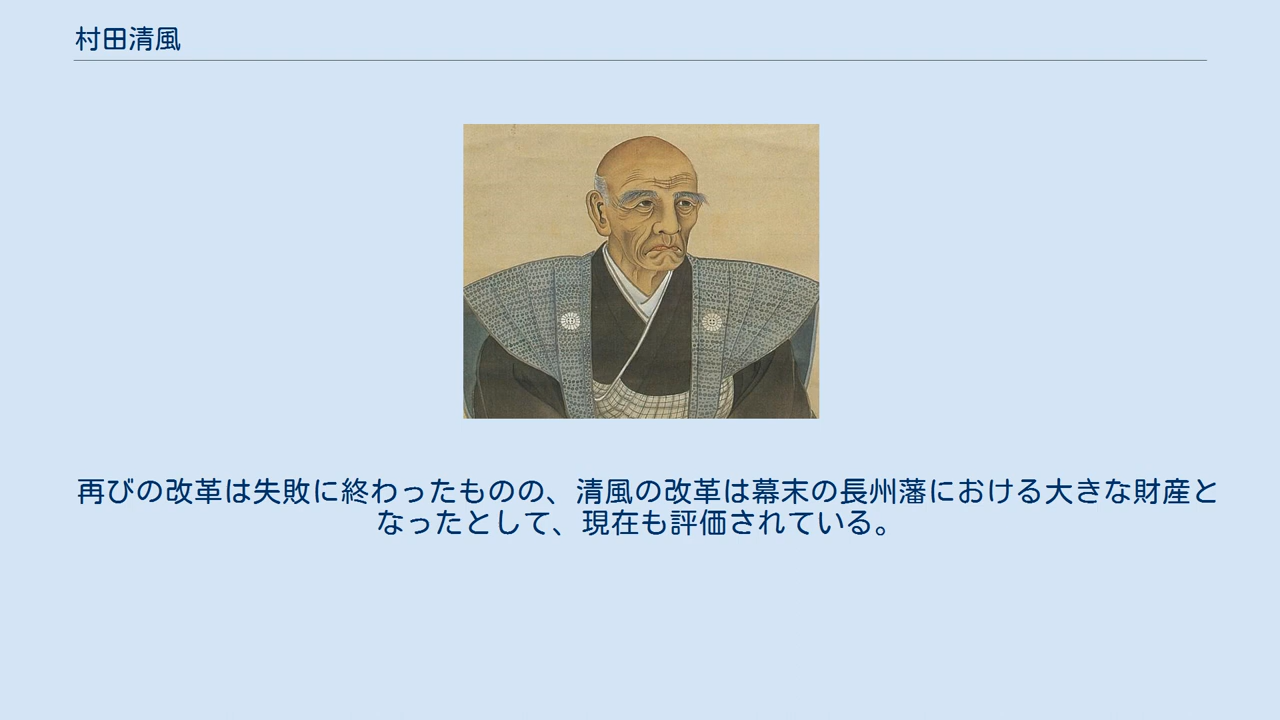 村田清風
再びの改革は失敗に終わったものの、清風の改革は幕末の長州藩における大きな財産と
なったとして、現在も評価されている。